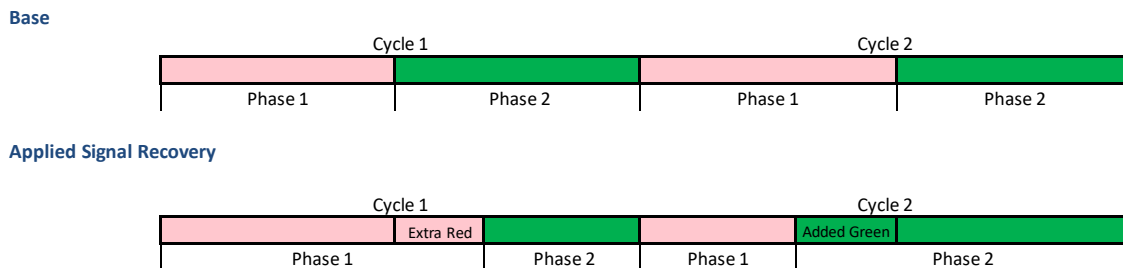 Base
Cycle 1 Cycle 2
Phase 1 Phase 2 Phase 1 Phase 2
Applied Signal Recovery
Cycle 1 Cycle 2
Extra Red Added Green
Phase 1 Phase 2 Phase 1 Phase 2